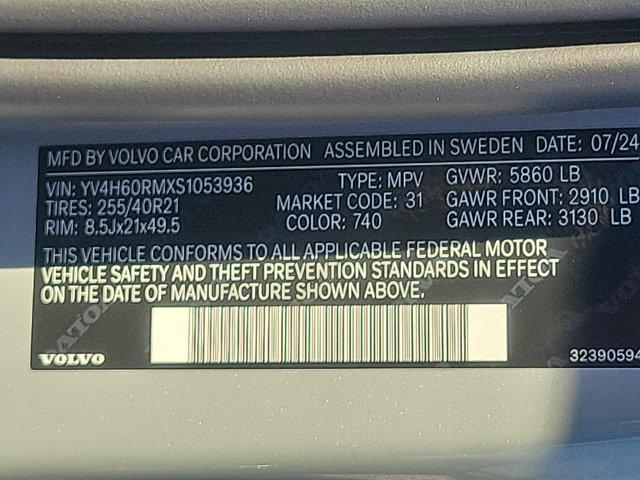 MFD BY VOLVO CAR CORPORATION ASSEMBLED IN SWEDEN DATE: 07/24
VIN: YV4H60RMXS1053936 TYPE: MPV GVWR: 5860 LB
TIRES: 255/40R21 MARKET CODE: 31 GAWR FRONT: 2910 LB
RIM: 8.5Jx21x49.5 COLOR: 740 GAWR REAR: 3130 LB
THIS VEHICLE CONFORMS TO ALL APPLICABLE FEDERAL MOTOR
VEHICLE SAFETY AND THEFT PREVENTION STANDARDS IN EFFECT
ON THE DATE OF MANUFACTURE SHOWN ABOVE.
VOLVO 32390594